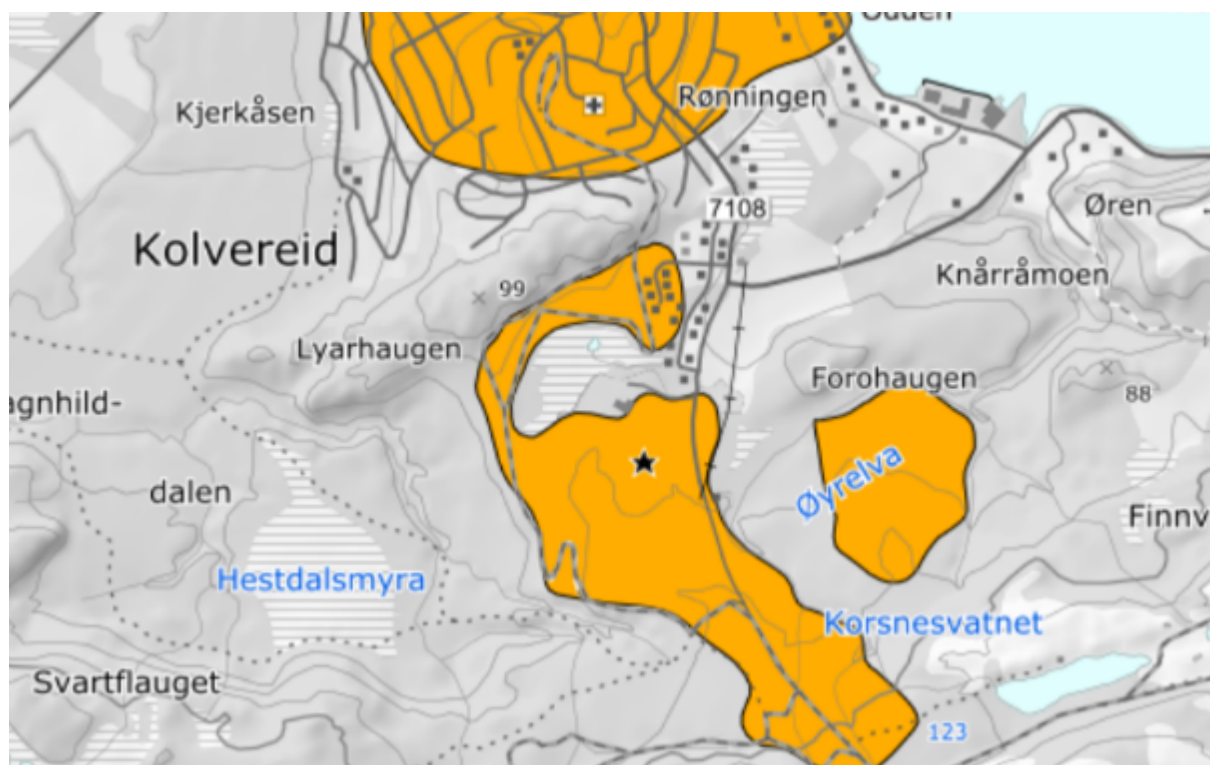 Odden
Kjerkåsen
Rønningen
7108
Øren
Kolvereid
99
Knårråmoen
Lyarhaugen
Forohaugen
88
agnhild-
dalen
Øyrelva
Finnv
Hestdalsmyra
Korsnesvatnet
Svartflauget
123